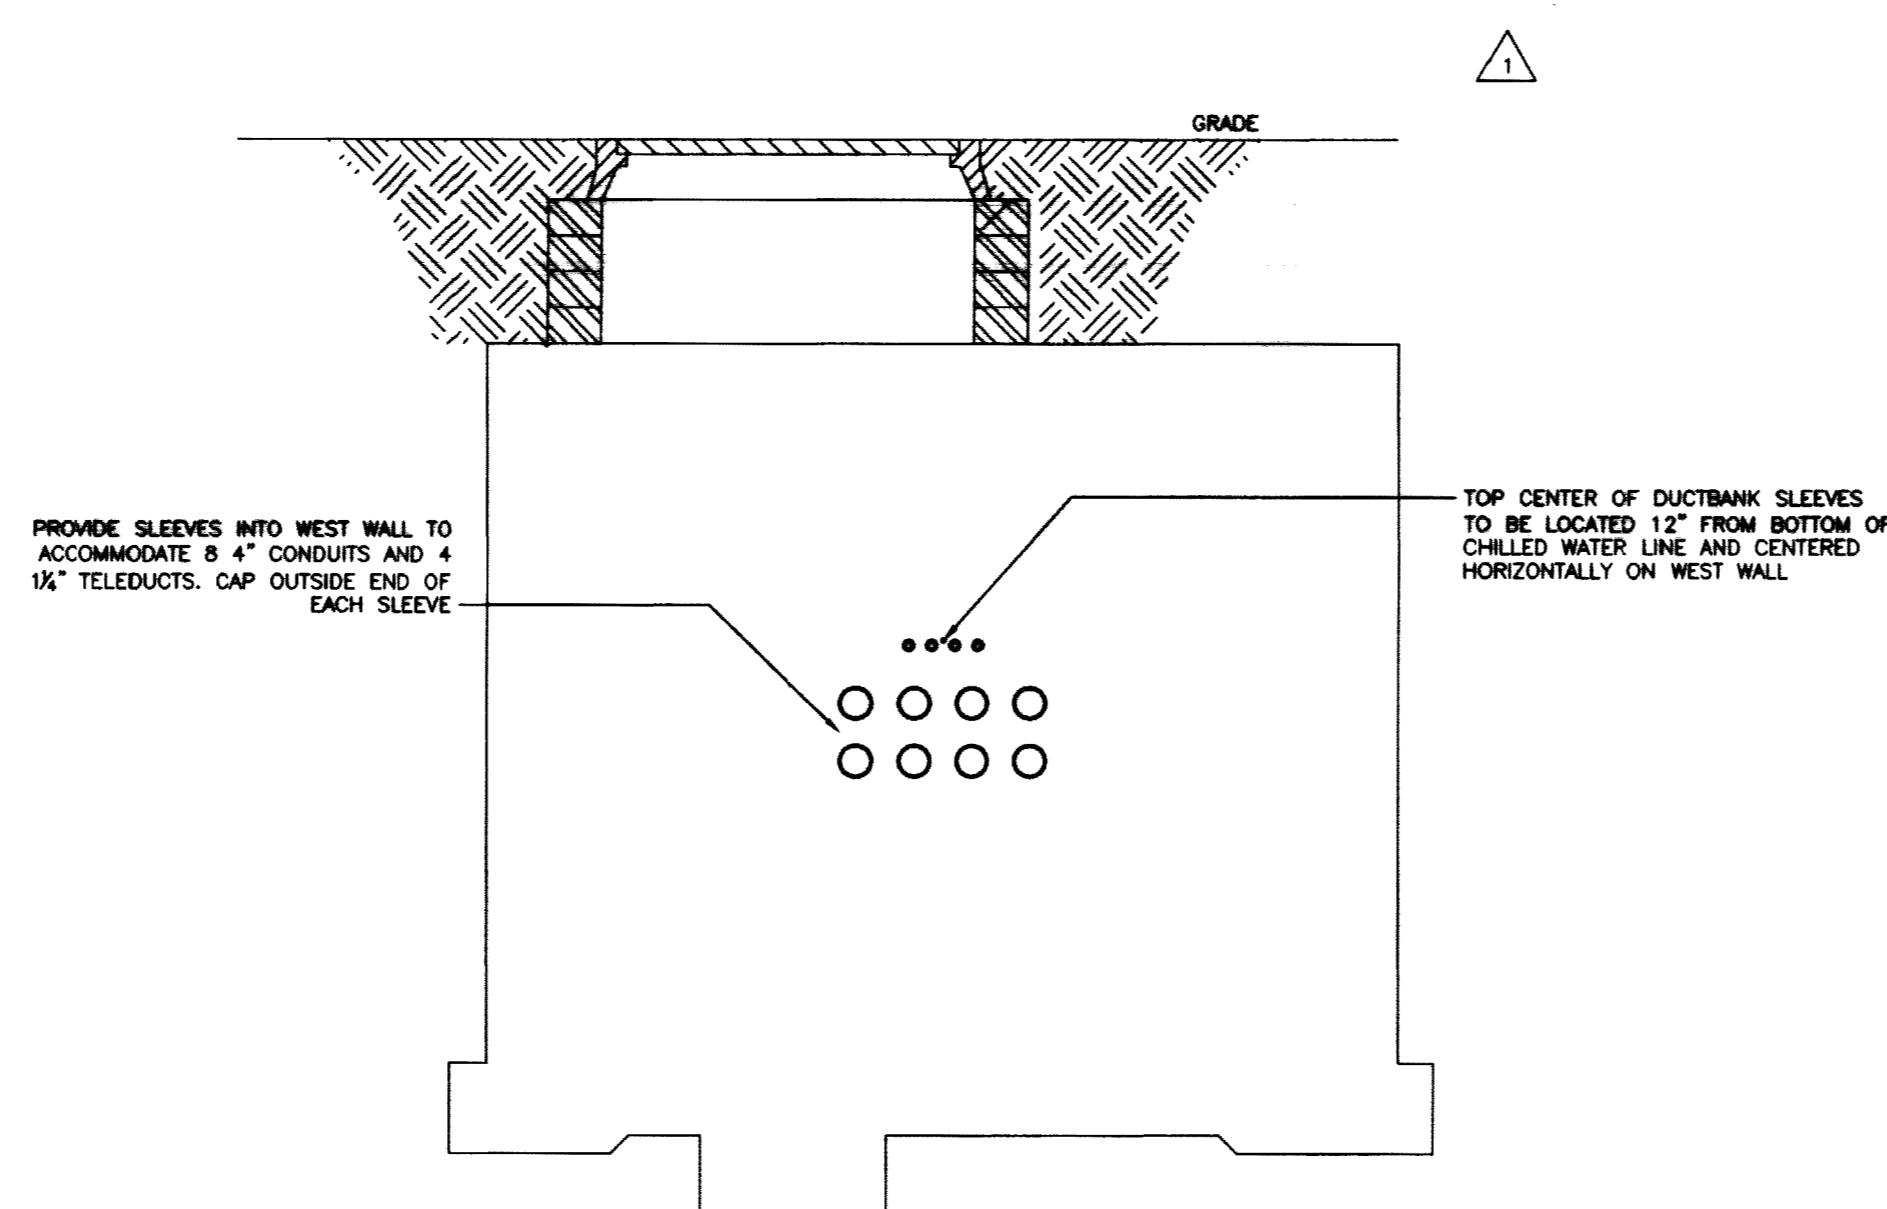 1
GRADE
PROVIDE SLEEVES INTO WEST WALL TO
ACCOMMODATE 8 4" CONDUITS AND 4
1¼" TELEDUCTS. CAP OUTSIDE END OF
EACH SLEEVE
TOP CENTER OF DUCTBANK SLEEVES
TO BE LOCATED 12" FROM BOTTOM OF
CHILLED WATER LINE AND CENTERED
HORIZONTALLY ON WEST WALL